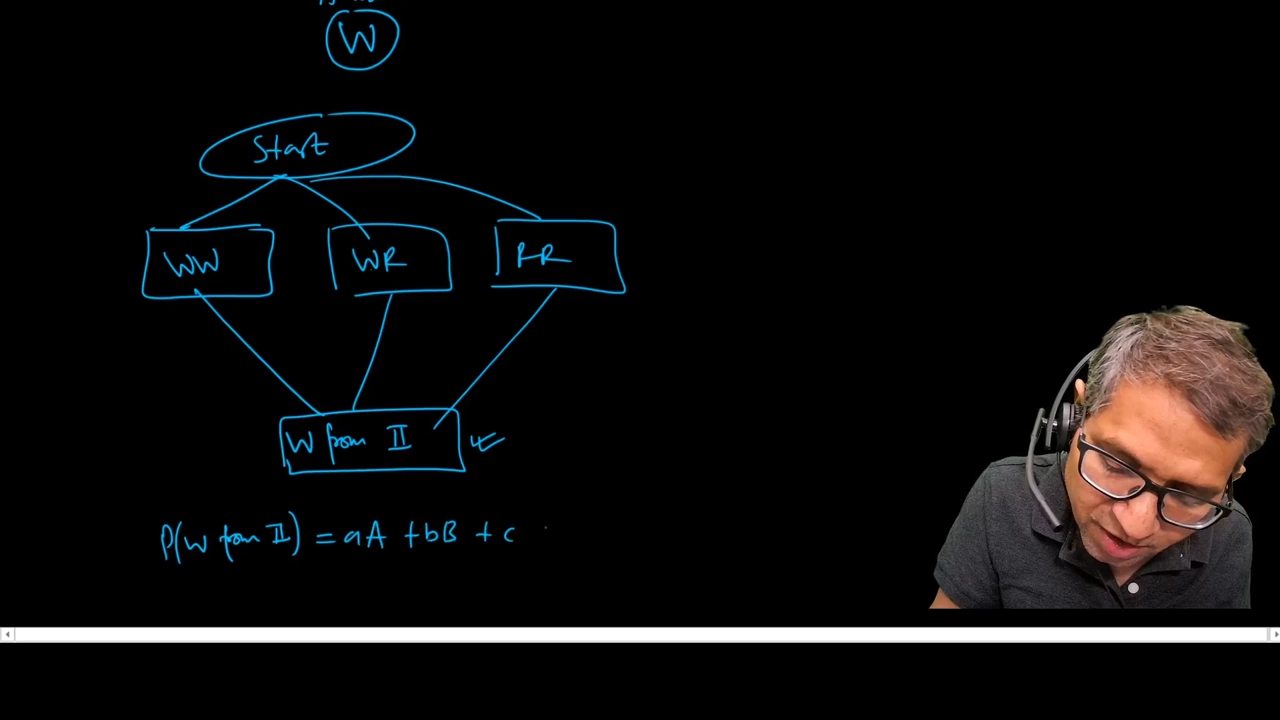 W
Start
WW WR RR
W from II
P(W from II) = aA + bB + c